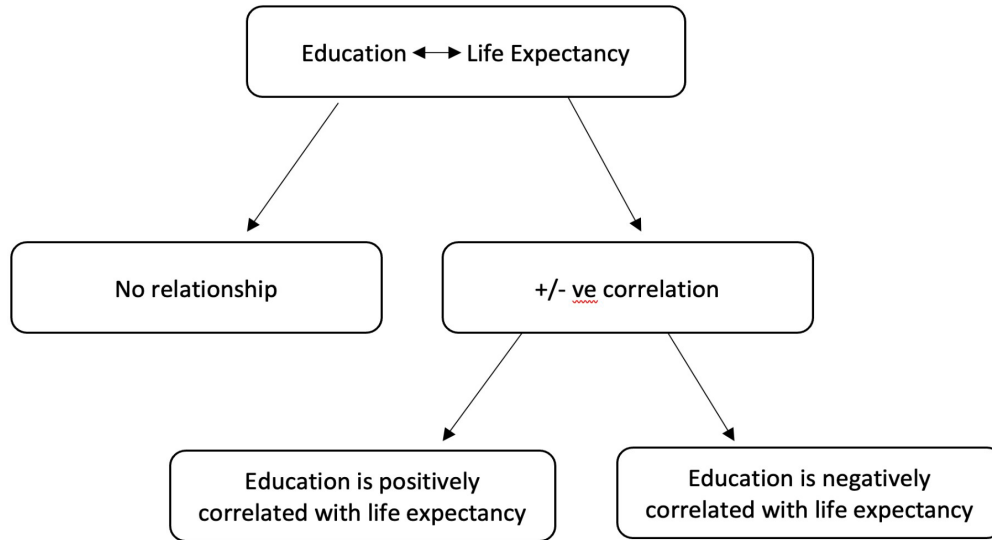 Education ↔ Life Expectancy
No relationship
+/- ve correlation
Education is positively
correlated with life expectancy
Education is negatively
correlated with life expectancy